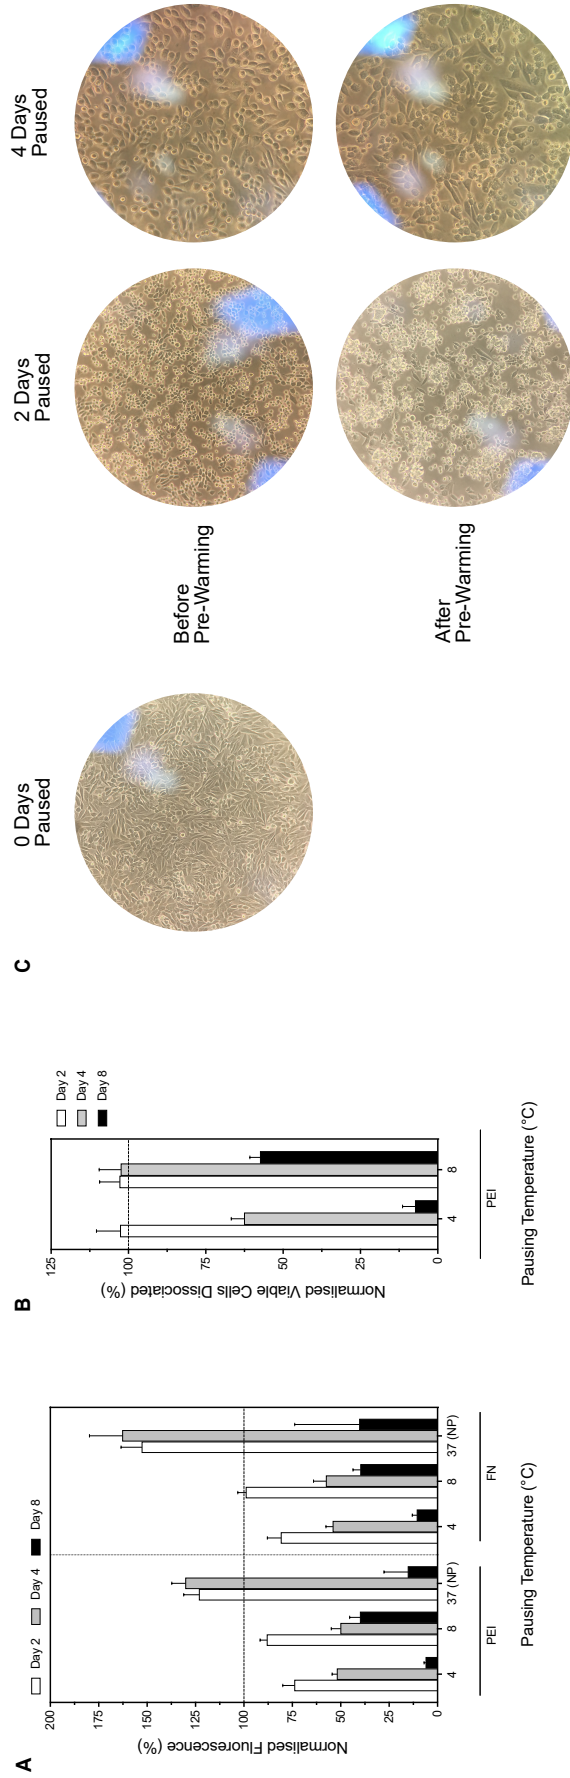 A
Day 2
Day 4
Day 8
Normalised Fluorescence (%)
200
175
150
125
100
75
50
25
0
4
8
37 (NP)
4
8
37 (NP)
PEI
FN
Pausing Temperature (°C)
B
Day 2
Day 4
Day 8
Normalised Viable Cells Dissociated (%)
125
100
75
50
25
0
4
8
PEI
Pausing Temperature (°C)
C
0 Days
Paused
2 Days
Paused
4 Days
Paused
Before
Pre-Warming
After
Pre-Warming